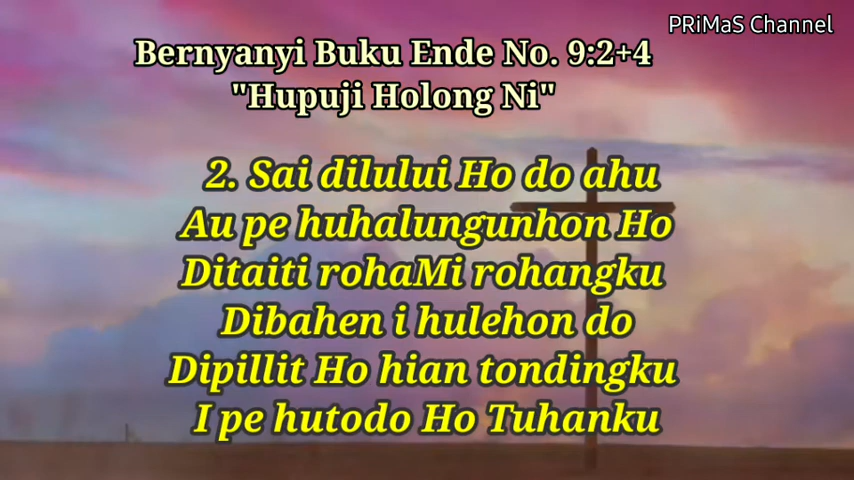 PRiMaS Channel
Bernyanyi Buku Ende No. 9:2+4
"Hupuji Holong Ni"
2. Sai dilului Ho do ahu
Au pe huhalungunhon Ho
Ditaiti rohaMi rohangku
Dibahen i hulehon do
Dipillit Ho hian tondingku
I pe hutodo Ho Tuhanku